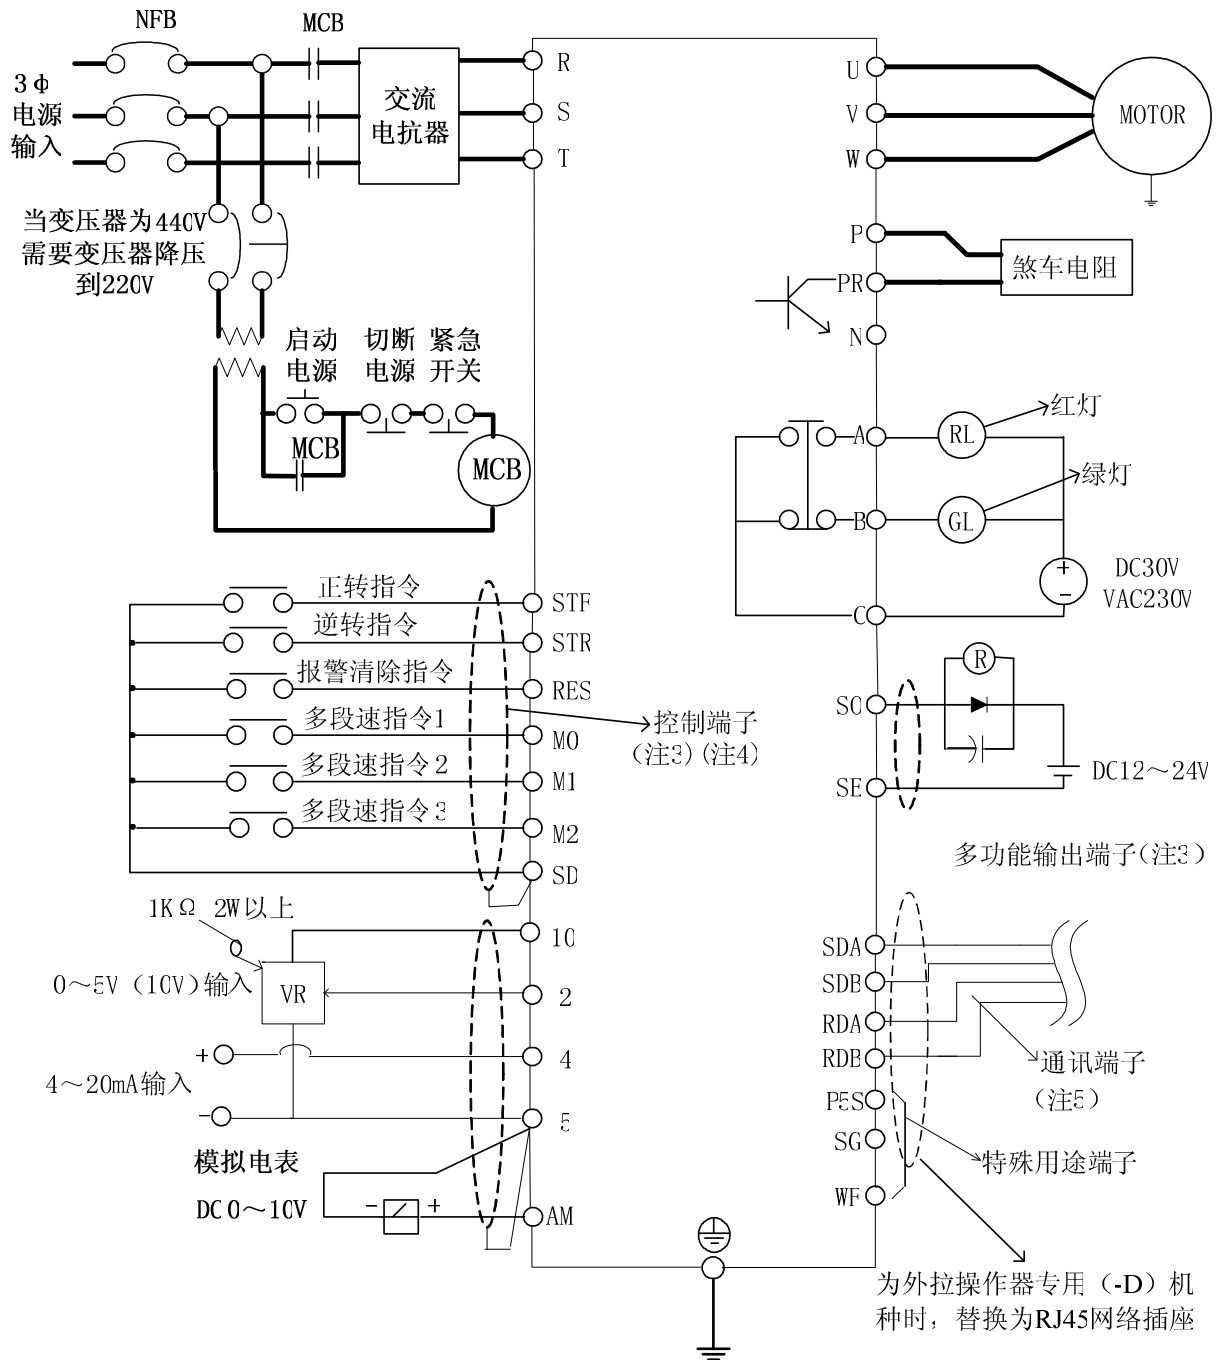 NFB
MCB
3φ
电源
输入
交流
电抗器
R
S
T
U
V
W
MOTOR
当变压器为440V
需要变压器降压
到220V
P
PR
N
煞车电阻
启动
电源
切断
电源
紧急
开关
MCB
MCB
A
B
C
RL
红灯
GL
绿灯
DC30V
VAC230V
正转指令
STF
逆转指令
STR
报警清除指令
RES
多段速指令1
M0
多段速指令2
M1
多段速指令3
M2
SD
控制端子
(注3)(注4)
SO
SE
R
DC12～24V
多功能输出端子(注3)
1KΩ 2W以上
0～5V（10V)输入
VR
10
2
+
4
4～20mA输入
−
5
模拟电表
DC 0～10V
−
+
AM
SDA
SDB
RDA
RDB
P5S
SG
WF
通讯端子
(注5)
特殊用途端子
为外拉操作器专用（-D）机
种时，替换为RJ45网络插座